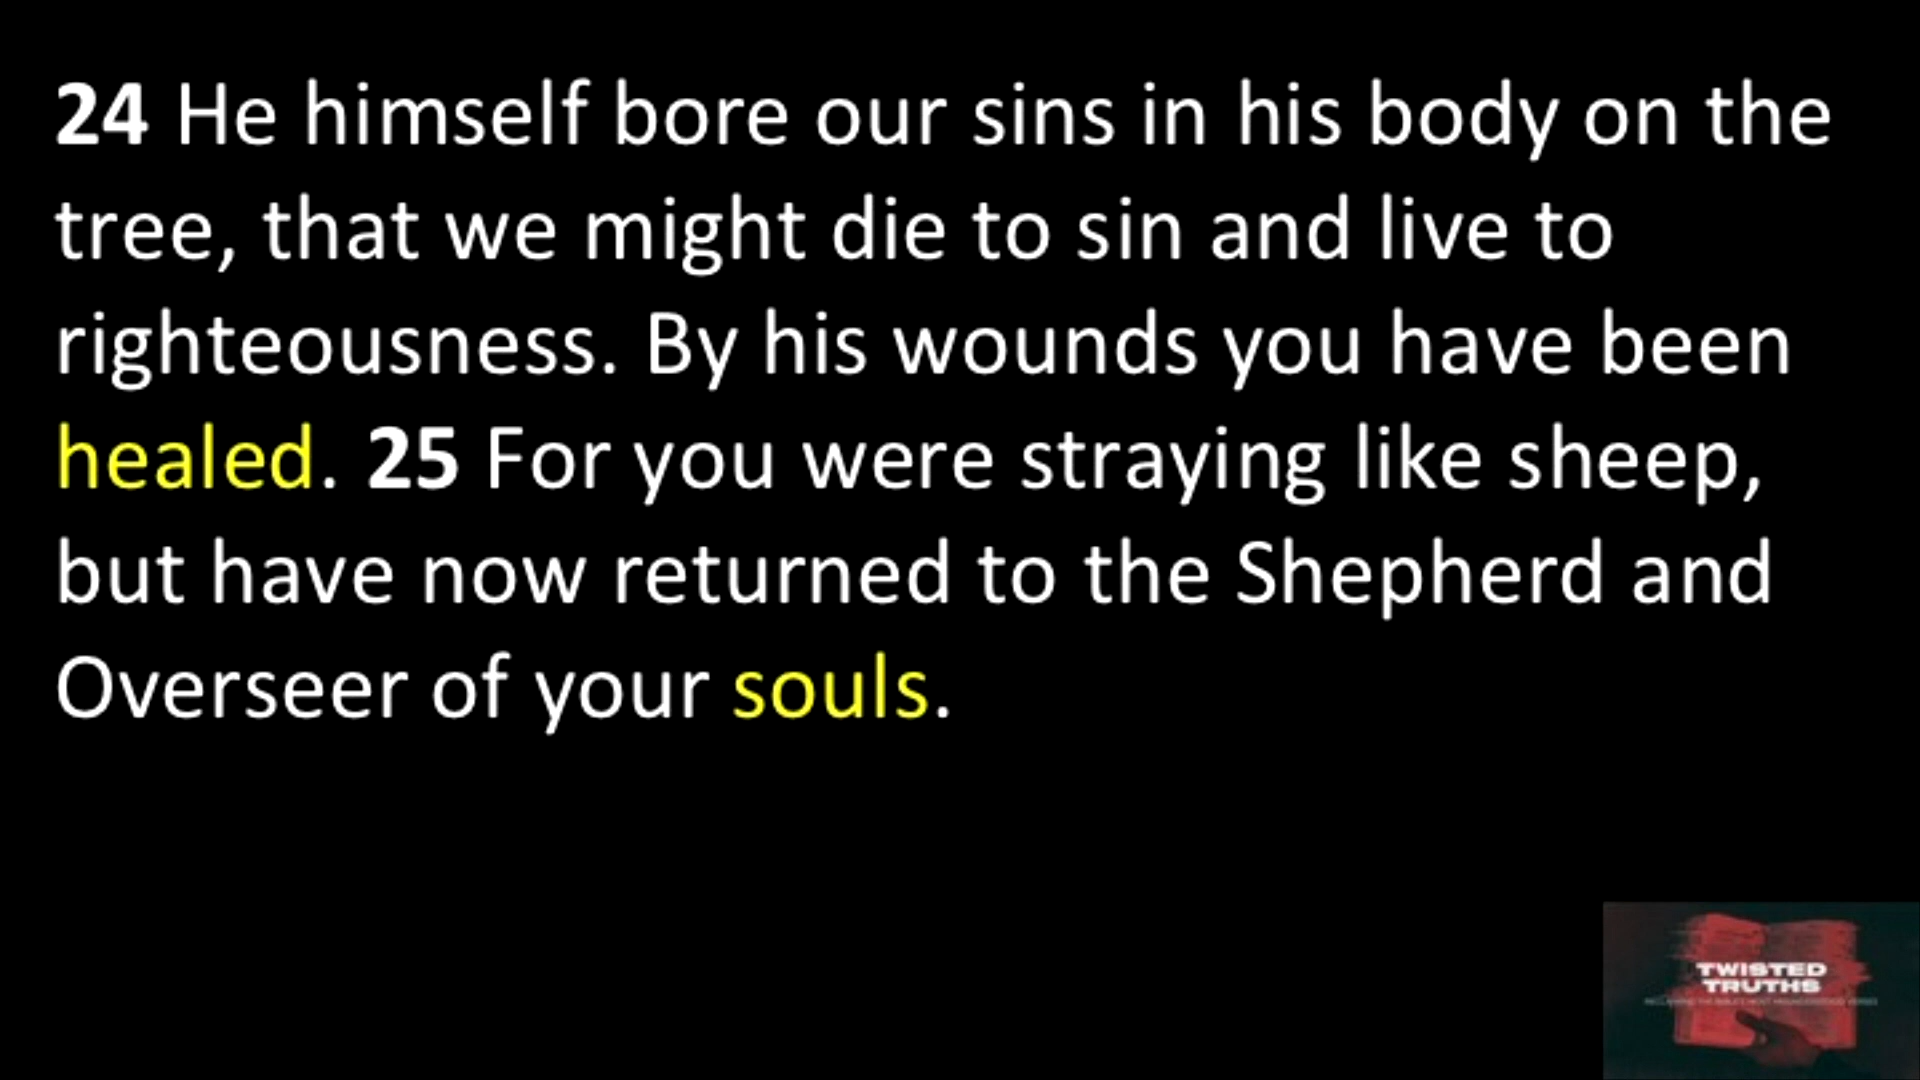 24 He himself bore our sins in his body on the
tree, that we might die to sin and live to
righteousness. By his wounds you have been
healed. 25 For you were straying like sheep,
but have now returned to the Shepherd and
Overseer of your souls.
TWISTED
TRUTHS